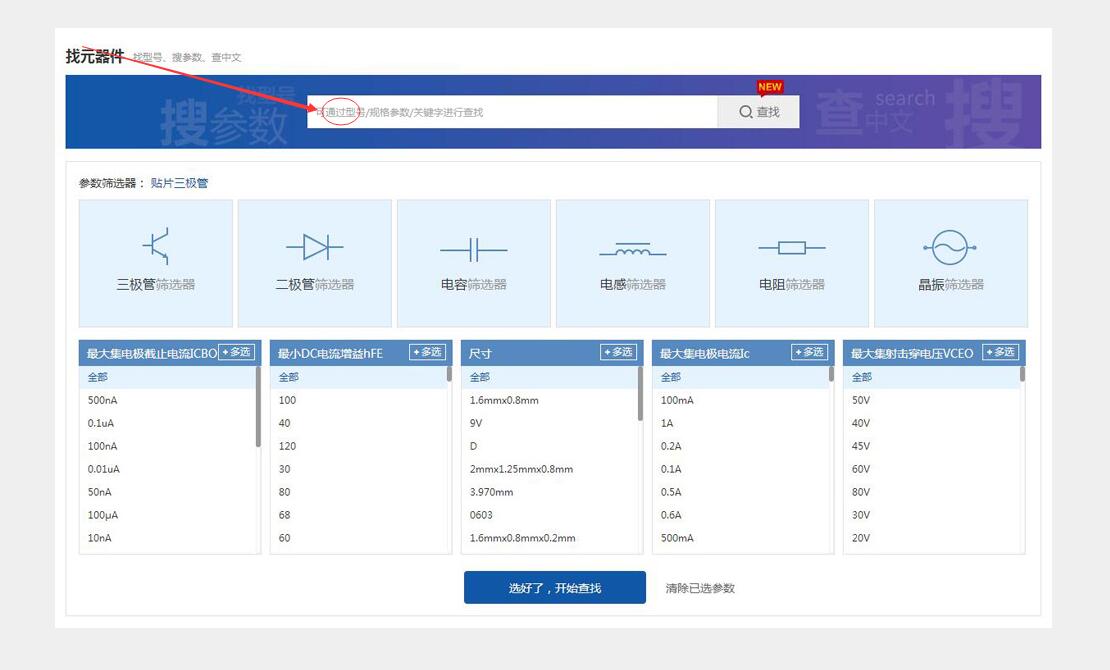 找元器件 找型号、搜参数、查中文
找型号
搜参数
可通过型号/规格参数/关键字进行查找
NEW
查找
查 search 中文 搜
参数筛选器： 贴片三极管
三极管筛选器 二极管筛选器 电容筛选器 电感筛选器 电阻筛选器 晶振筛选器
最大集电极截止电流ICBO +多选
全部
500nA
0.1uA
100nA
0.01uA
50nA
100μA
10nA
最小DC电流增益hFE +多选
全部
100
40
120
30
80
68
60
尺寸 +多选
全部
1.6mmx0.8mm
9V
D
2mmx1.25mmx0.8mm
3.970mm
0603
1.6mmx0.8mmx0.2mm
最大集电极电流Ic +多选
全部
100mA
1A
0.2A
0.1A
0.5A
0.6A
500mA
最大集射击穿电压VCEO +多选
全部
50V
40V
45V
60V
80V
30V
20V
选好了，开始查找 清除已选参数